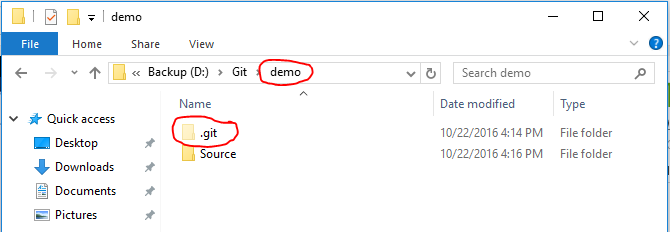 demo
File Home Share View
« Backup (D:) > Git > demo
Search demo
Name Date modified Type
Quick access
.git 10/22/2016 4:14 PM File folder
Desktop
Source 10/22/2016 4:16 PM File folder
Downloads
Documents
Pictures